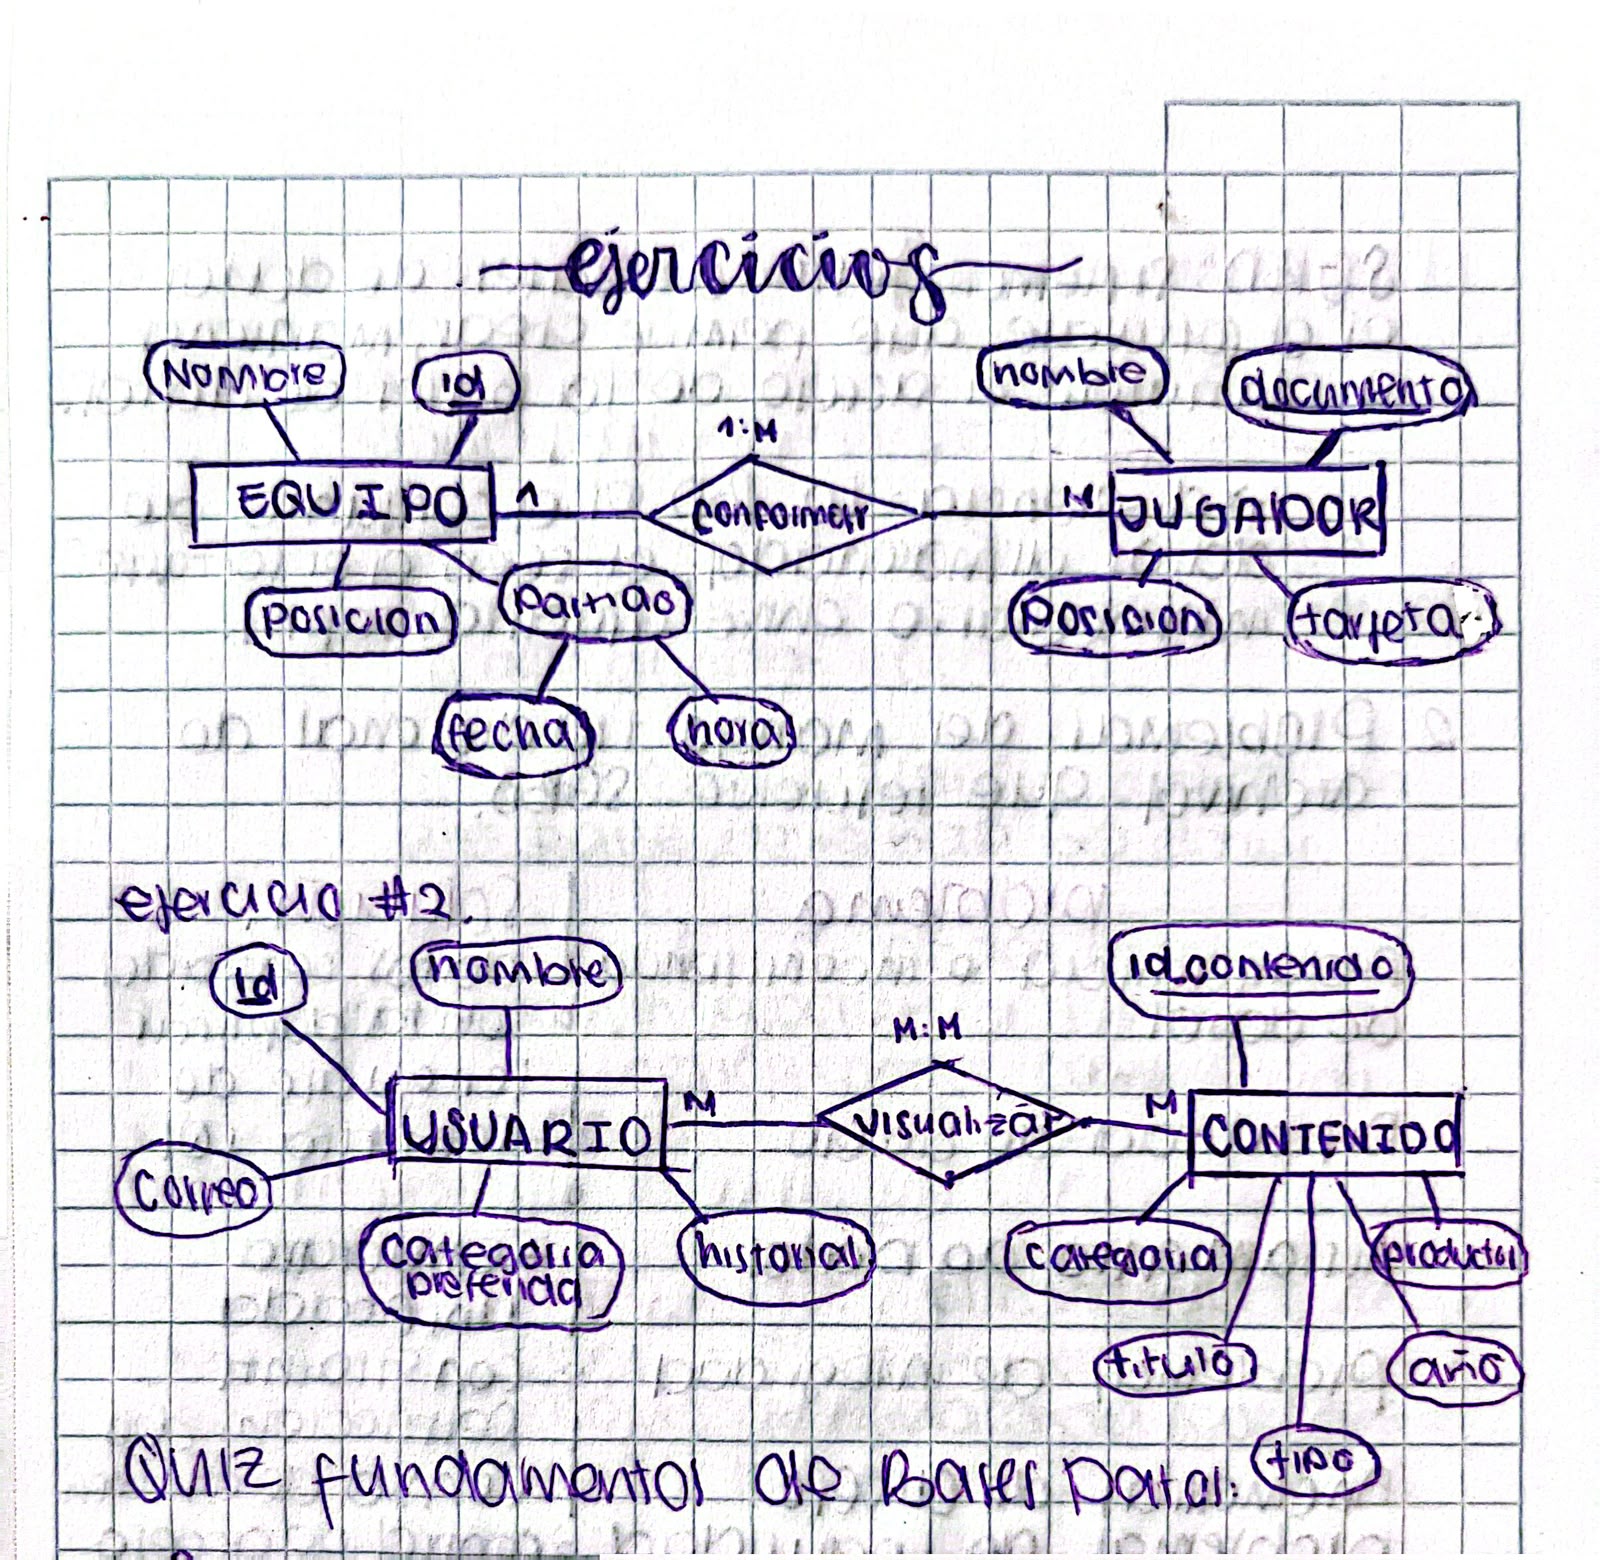 ejercicios
Nombre id nombre documento
1:M
EQUIPO 1 conformar M JUGADOR
Posicion Partido Posicion tarjeta
fecha hora
ejercicio #2.
id nombre id_contenido
M:M
USUARIO M visualizar M CONTENIDO
Correo
categoria preferida historial categoria productor
titulo año
tipo
Quiz fundamentos de Bases Datos: